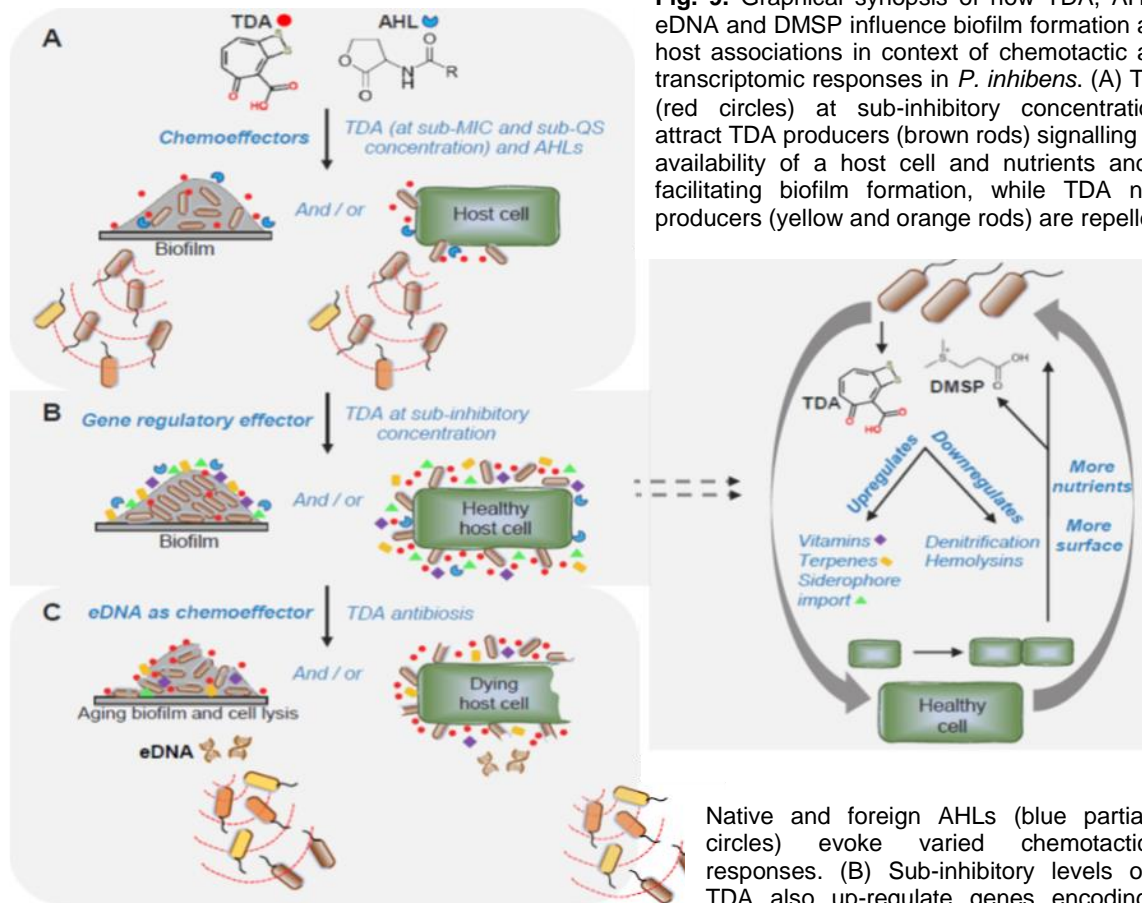 Fig. 9. Graphical synopsis of how TDA,
eDNA and DMSP influence biofilm formation
host associations in context of chemotactic
transcriptomic responses in P. inhibens. (A)
(red circles) at sub-inhibitory
attract TDA producers (brown rods) signalling
availability of a host cell and nutrients
facilitating biofilm formation, while TDA
producers (yellow and orange rods) are
A
TDA
AHL
S
S
O
O
HO
O
O
N
H
O
R
Chemoeffectors
TDA (at sub-MIC and sub-QS
concentration) and AHLs
And / or
Host cell
Biofilm
B
Gene regulatory effector
TDA at sub-inhibitory
concentration
And / or
Healthy
host cell
Biofilm
C
eDNA as chemoeffector
TDA antibiosis
And / or
Dying
host cell
Aging biofilm and cell lysis
eDNA
TDA
S
S
O
O
HO
S+
OH
O
DMSP
Upregulates
Downregulates
More
nutrients
More
surface
Vitamins
Terpenes
Siderophore
import
Denitrification
Hemolysins
Healthy
cell
Native and foreign AHLs (blue partial
circles) evoke varied chemotactic
responses. (B) Sub-inhibitory levels of
TDA also up-regulate genes encoding